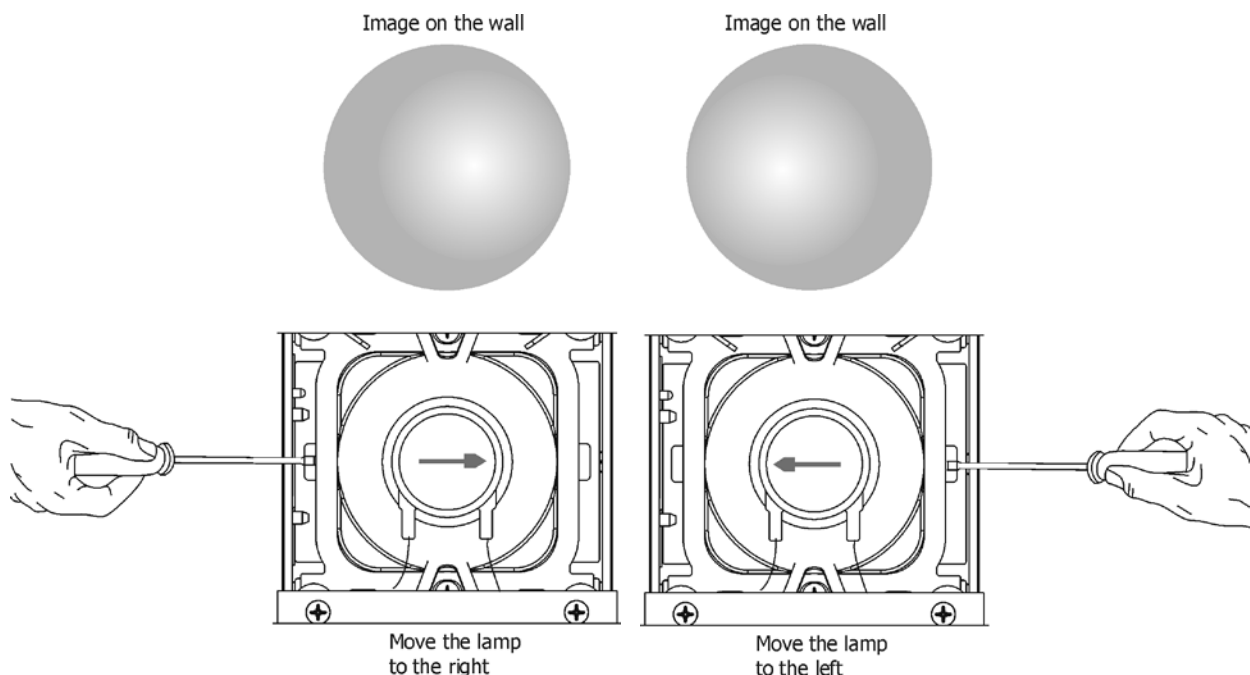 Image on the wall
Image on the wall
Move the lamp
to the right
Move the lamp
to the left